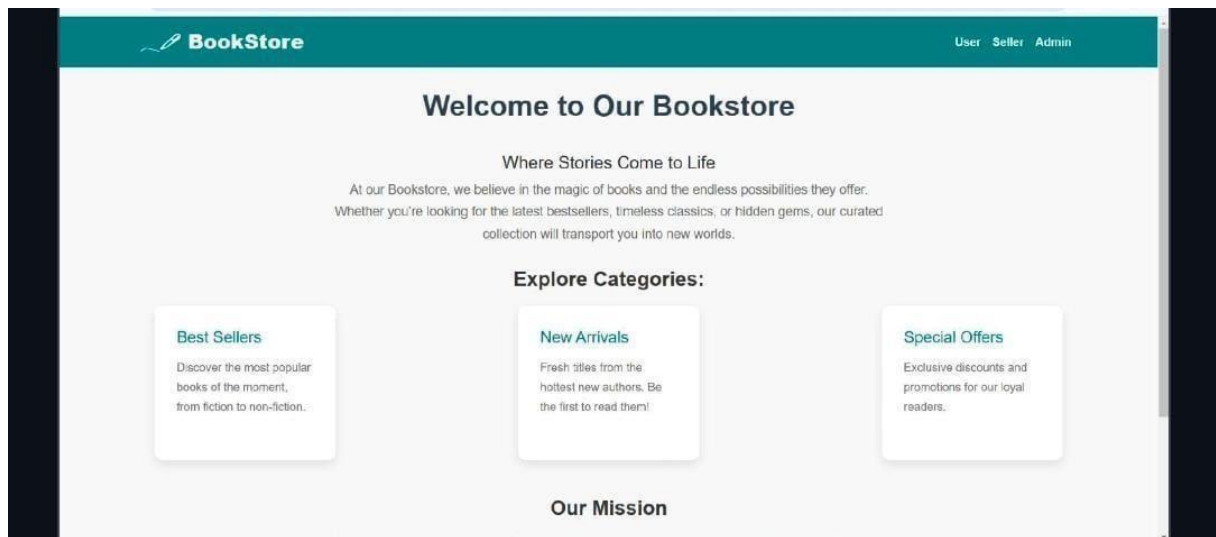 BookStore
User Seller Admin
Welcome to Our Bookstore
Where Stories Come to Life
At our Bookstore, we believe in the magic of books and the endless possibilities they offer.
Whether you're looking for the latest bestsellers, timeless classics, or hidden gems, our curated
collection will transport you into new worlds.
Explore Categories:
Best Sellers
Discover the most popular
books of the moment,
from fiction to non-fiction.
New Arrivals
Fresh titles from the
hottest new authors. Be
the first to read them!
Special Offers
Exclusive discounts and
promotions for our loyal
readers.
Our Mission